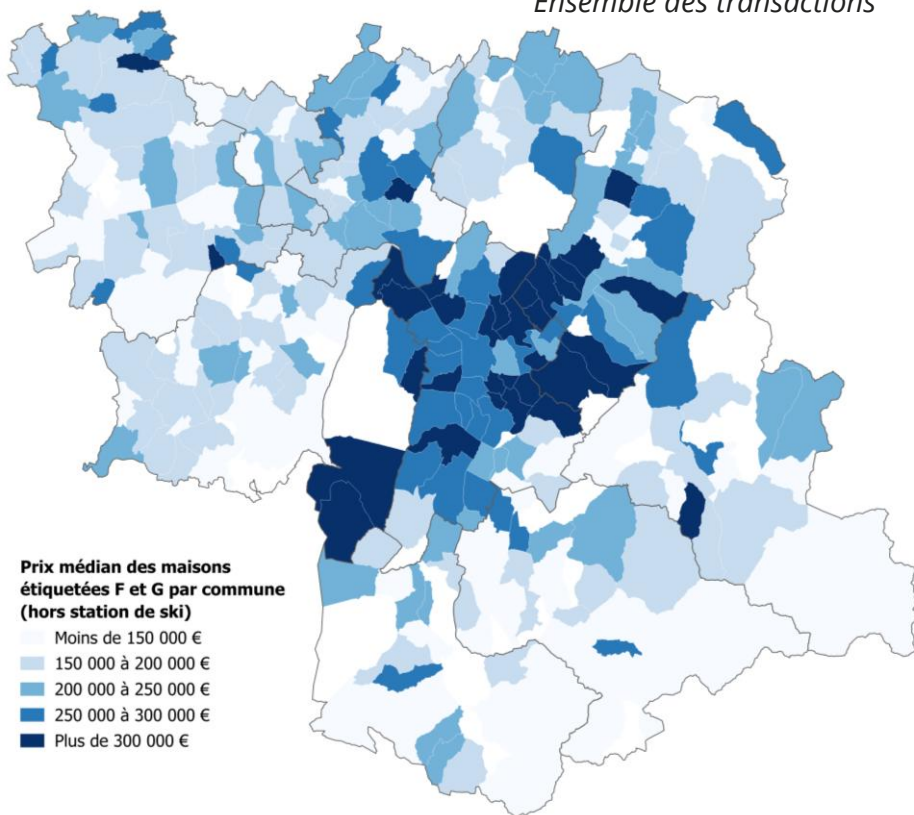 Ensemble des transactions
Prix médian des maisons
étiquetées F et G par commune
(hors station de ski)
Moins de 150 000 €
150 000 à 200 000 €
200 000 à 250 000 €
250 000 à 300 000 €
Plus de 300 000 €